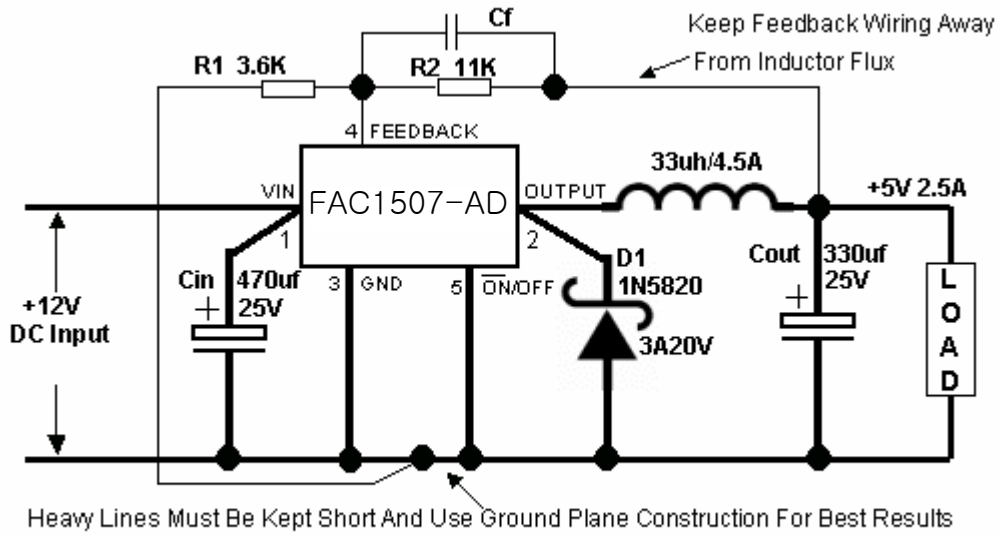 Cf
Keep Feedback Wiring Away
From Inductor Flux
R1 3.6K
R2 11K
4 FEEDBACK
33uh/4.5A
VIN
FAC1507-AD
OUTPUT
+5V 2.5A
1
2
Cin
470uf
25V
3 GND
5 ON/OFF
D1
1N5820
3A20V
Cout
330uf
25V
+
+
+12V
DC Input
LOAD
Heavy Lines Must Be Kept Short And Use Ground Plane Construction For Best Results